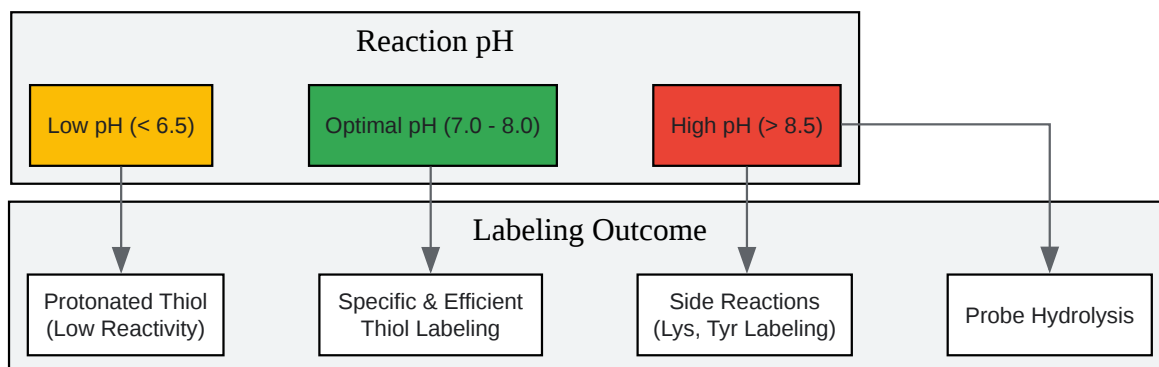 Reaction pH
Low pH (< 6.5)
Optimal pH (7.0 - 8.0)
High pH (> 8.5)
Labeling Outcome
Protonated Thiol
(Low Reactivity)
Specific & Efficient
Thiol Labeling
Side Reactions
(Lys, Tyr Labeling)
Probe Hydrolysis